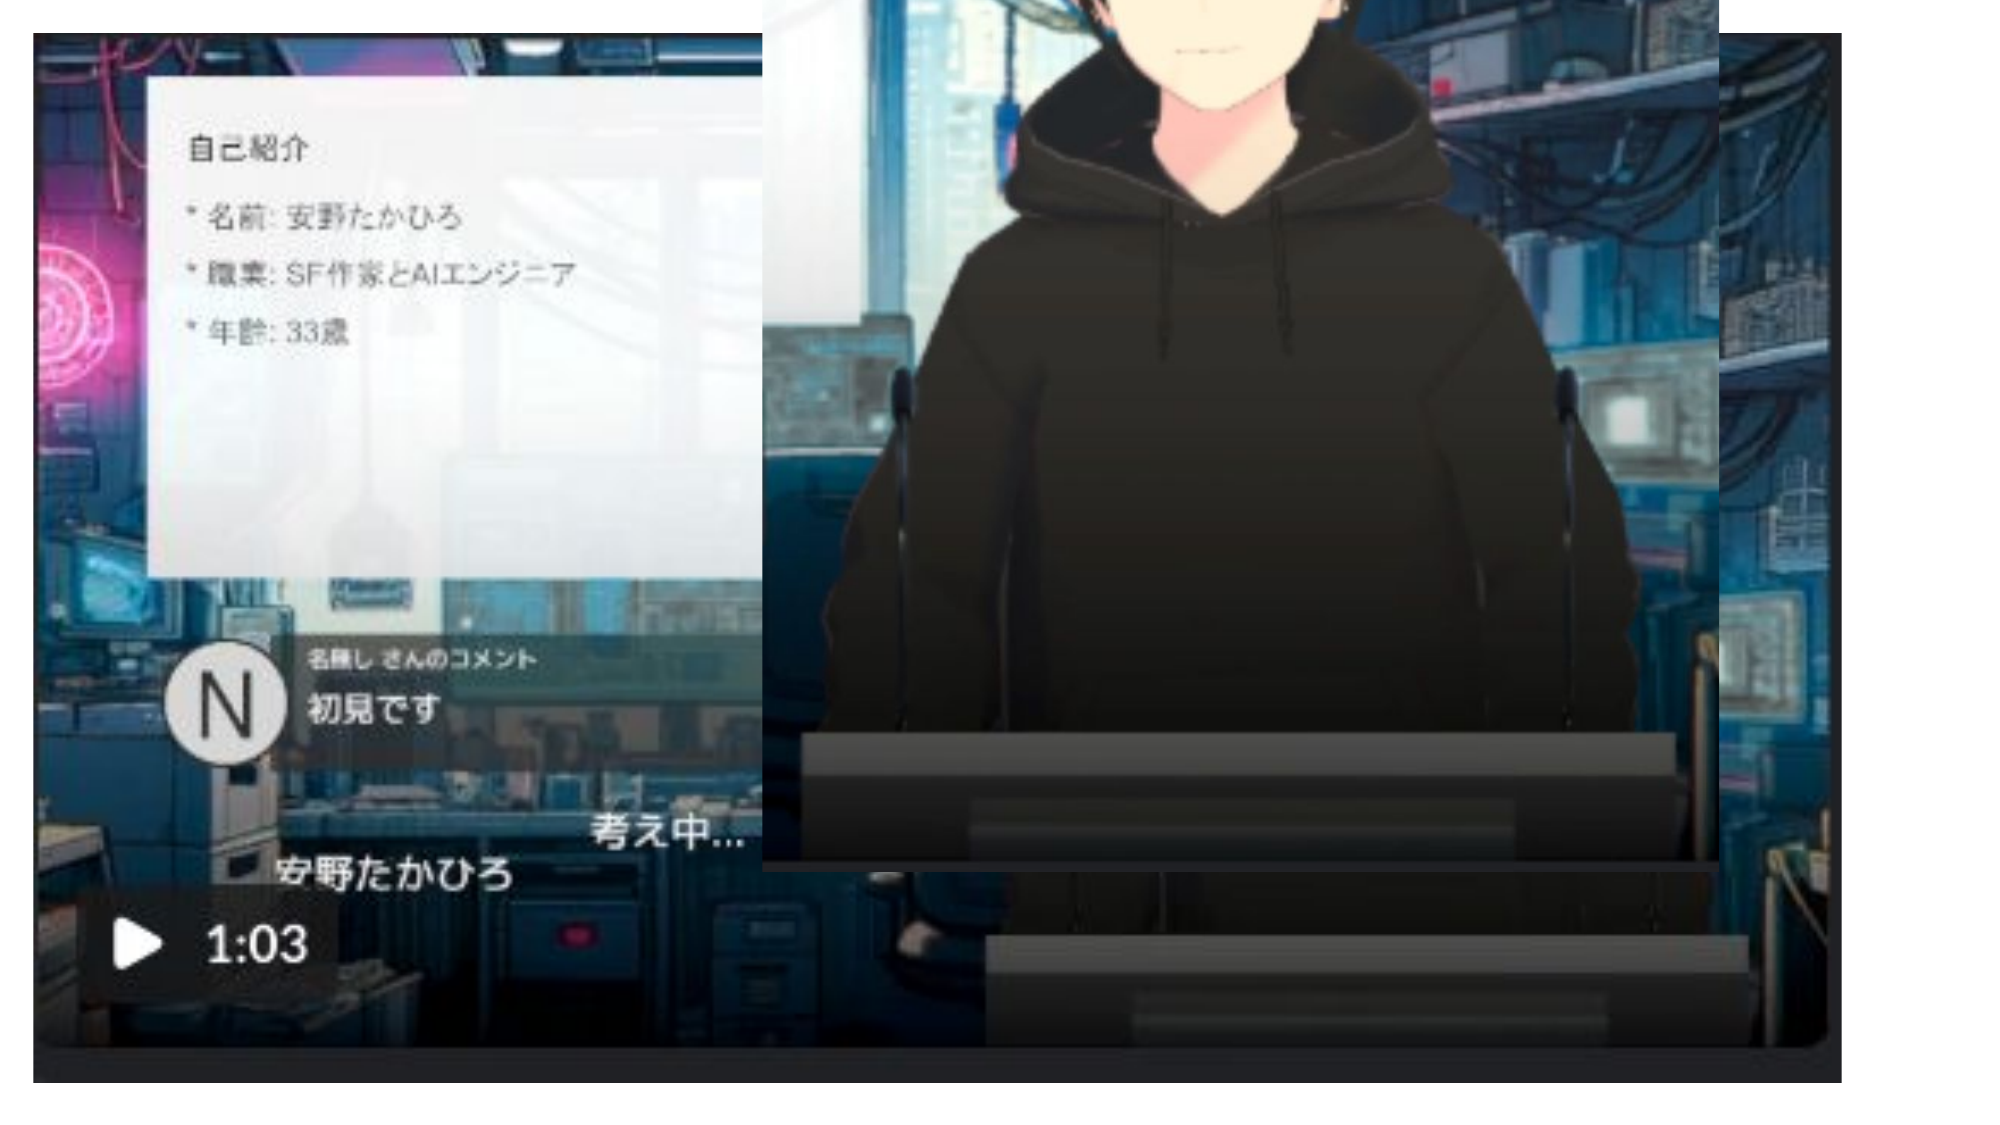 自己紹介
* 名前: 安野たかひろ
* 職業: SF作家とAIエンジニア
* 年齢: 33歳
N
名無し さんのコメント
初見です
考え中...
安野たかひろ
1:03